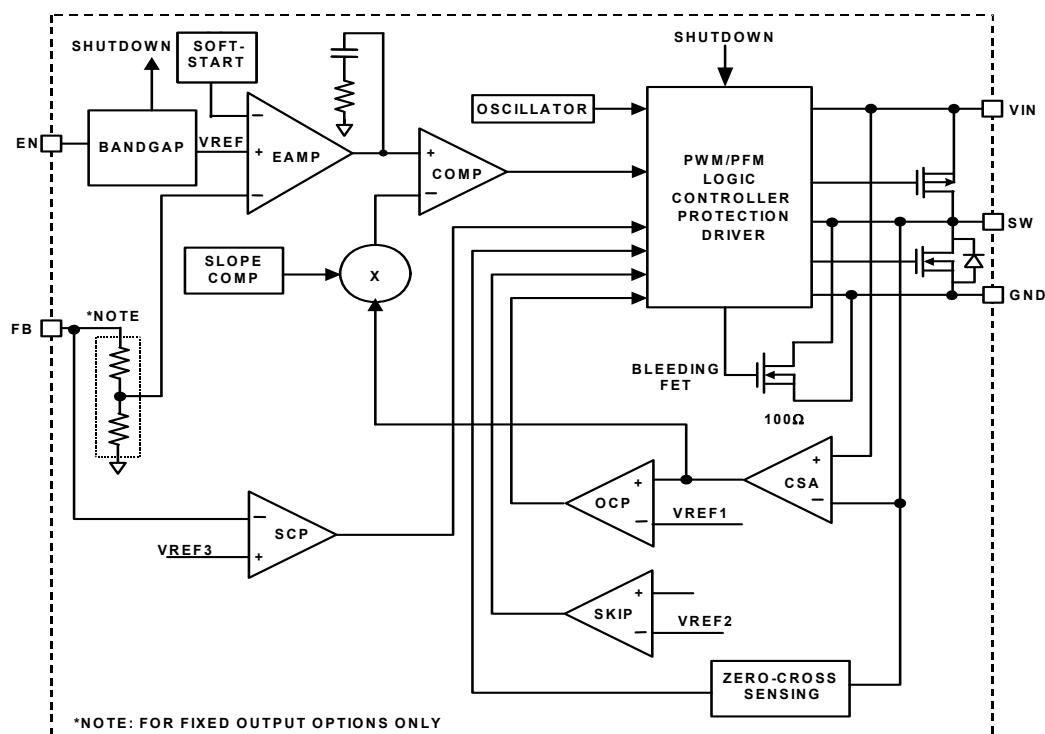 SHUTDOWN
SOFT-
START
SHUTDOWN
OSCILLATOR
VIN
EN
BANDGAP
VREF
−
+
−
EAMP
+
−
COMP
PWM/PFM
LOGIC
CONTROLLER
PROTECTION
DRIVER
SW
SLOPE
COMP
X
GND
*NOTE
FB
BLEEDING
FET
100Ω
+
−
CSA
+
−
OCP
VREF1
−
+
SCP
VREF3
+
−
SKIP
VREF2
ZERO-CROSS
SENSING
*NOTE: FOR FIXED OUTPUT OPTIONS ONLY